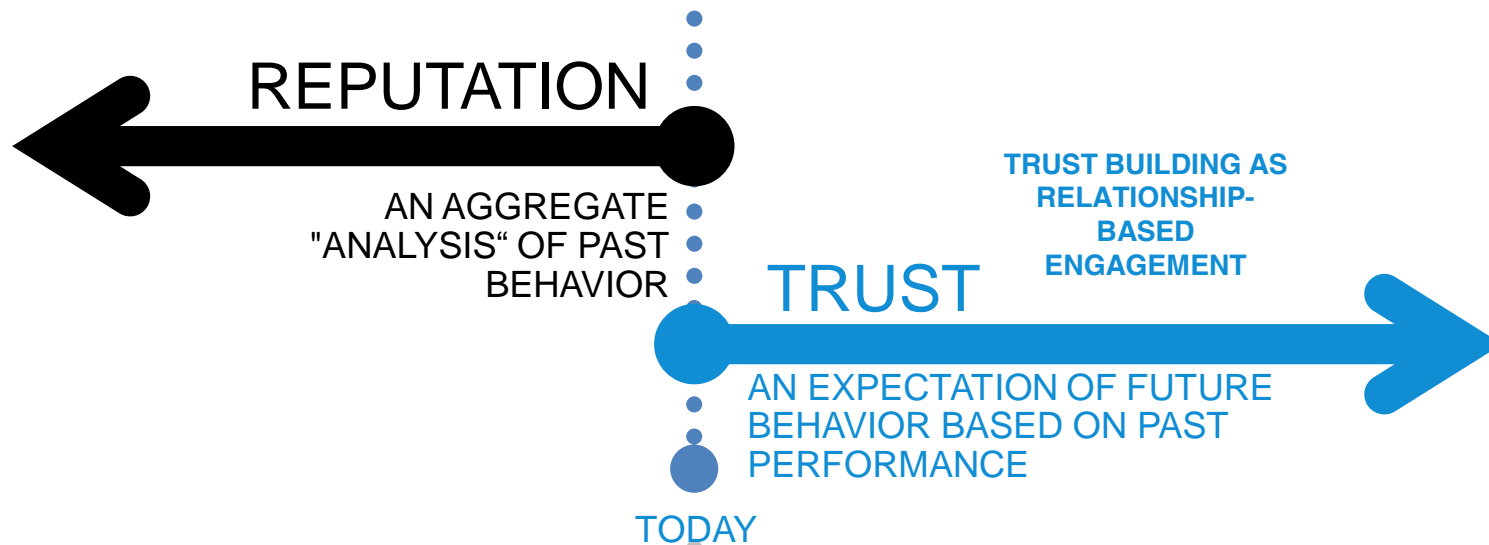 REPUTATION
AN AGGREGATE
"ANALYSIS“ OF PAST
BEHAVIOR
TRUST BUILDING AS
RELATIONSHIP-
BASED
ENGAGEMENT
TRUST
AN EXPECTATION OF FUTURE
BEHAVIOR BASED ON PAST
PERFORMANCE
TODAY